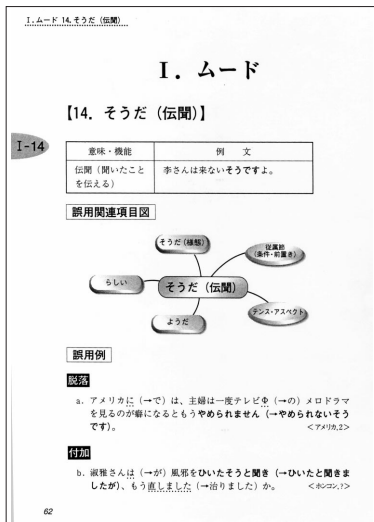 I.ムード 14.そうだ（伝聞）
I. ムード
【14. そうだ（伝聞）】
I-14
意味・機能 例 文
伝聞（聞いたこと 李さんは来ないそうですよ。
を伝える）
誤用関連項目図
そうだ（様態）
従属節
（条件・前置き）
らしい
そうだ（伝聞）
ようだ
テンス・アスペクト
誤用例
脱落
a. アメリカに（→で）は、主婦は一度テレビΦ（→の）メロドラマ
を見るのが癖になるともうやめられません（→やめられないそう
です）。 <アメリカ,2>
付加
b. 淑雅さんは（→が）風邪をひいたそうと聞き（→ひいたと聞きま
したが）、もう直しました（→治りました）か。 <ホンコン,?>
62